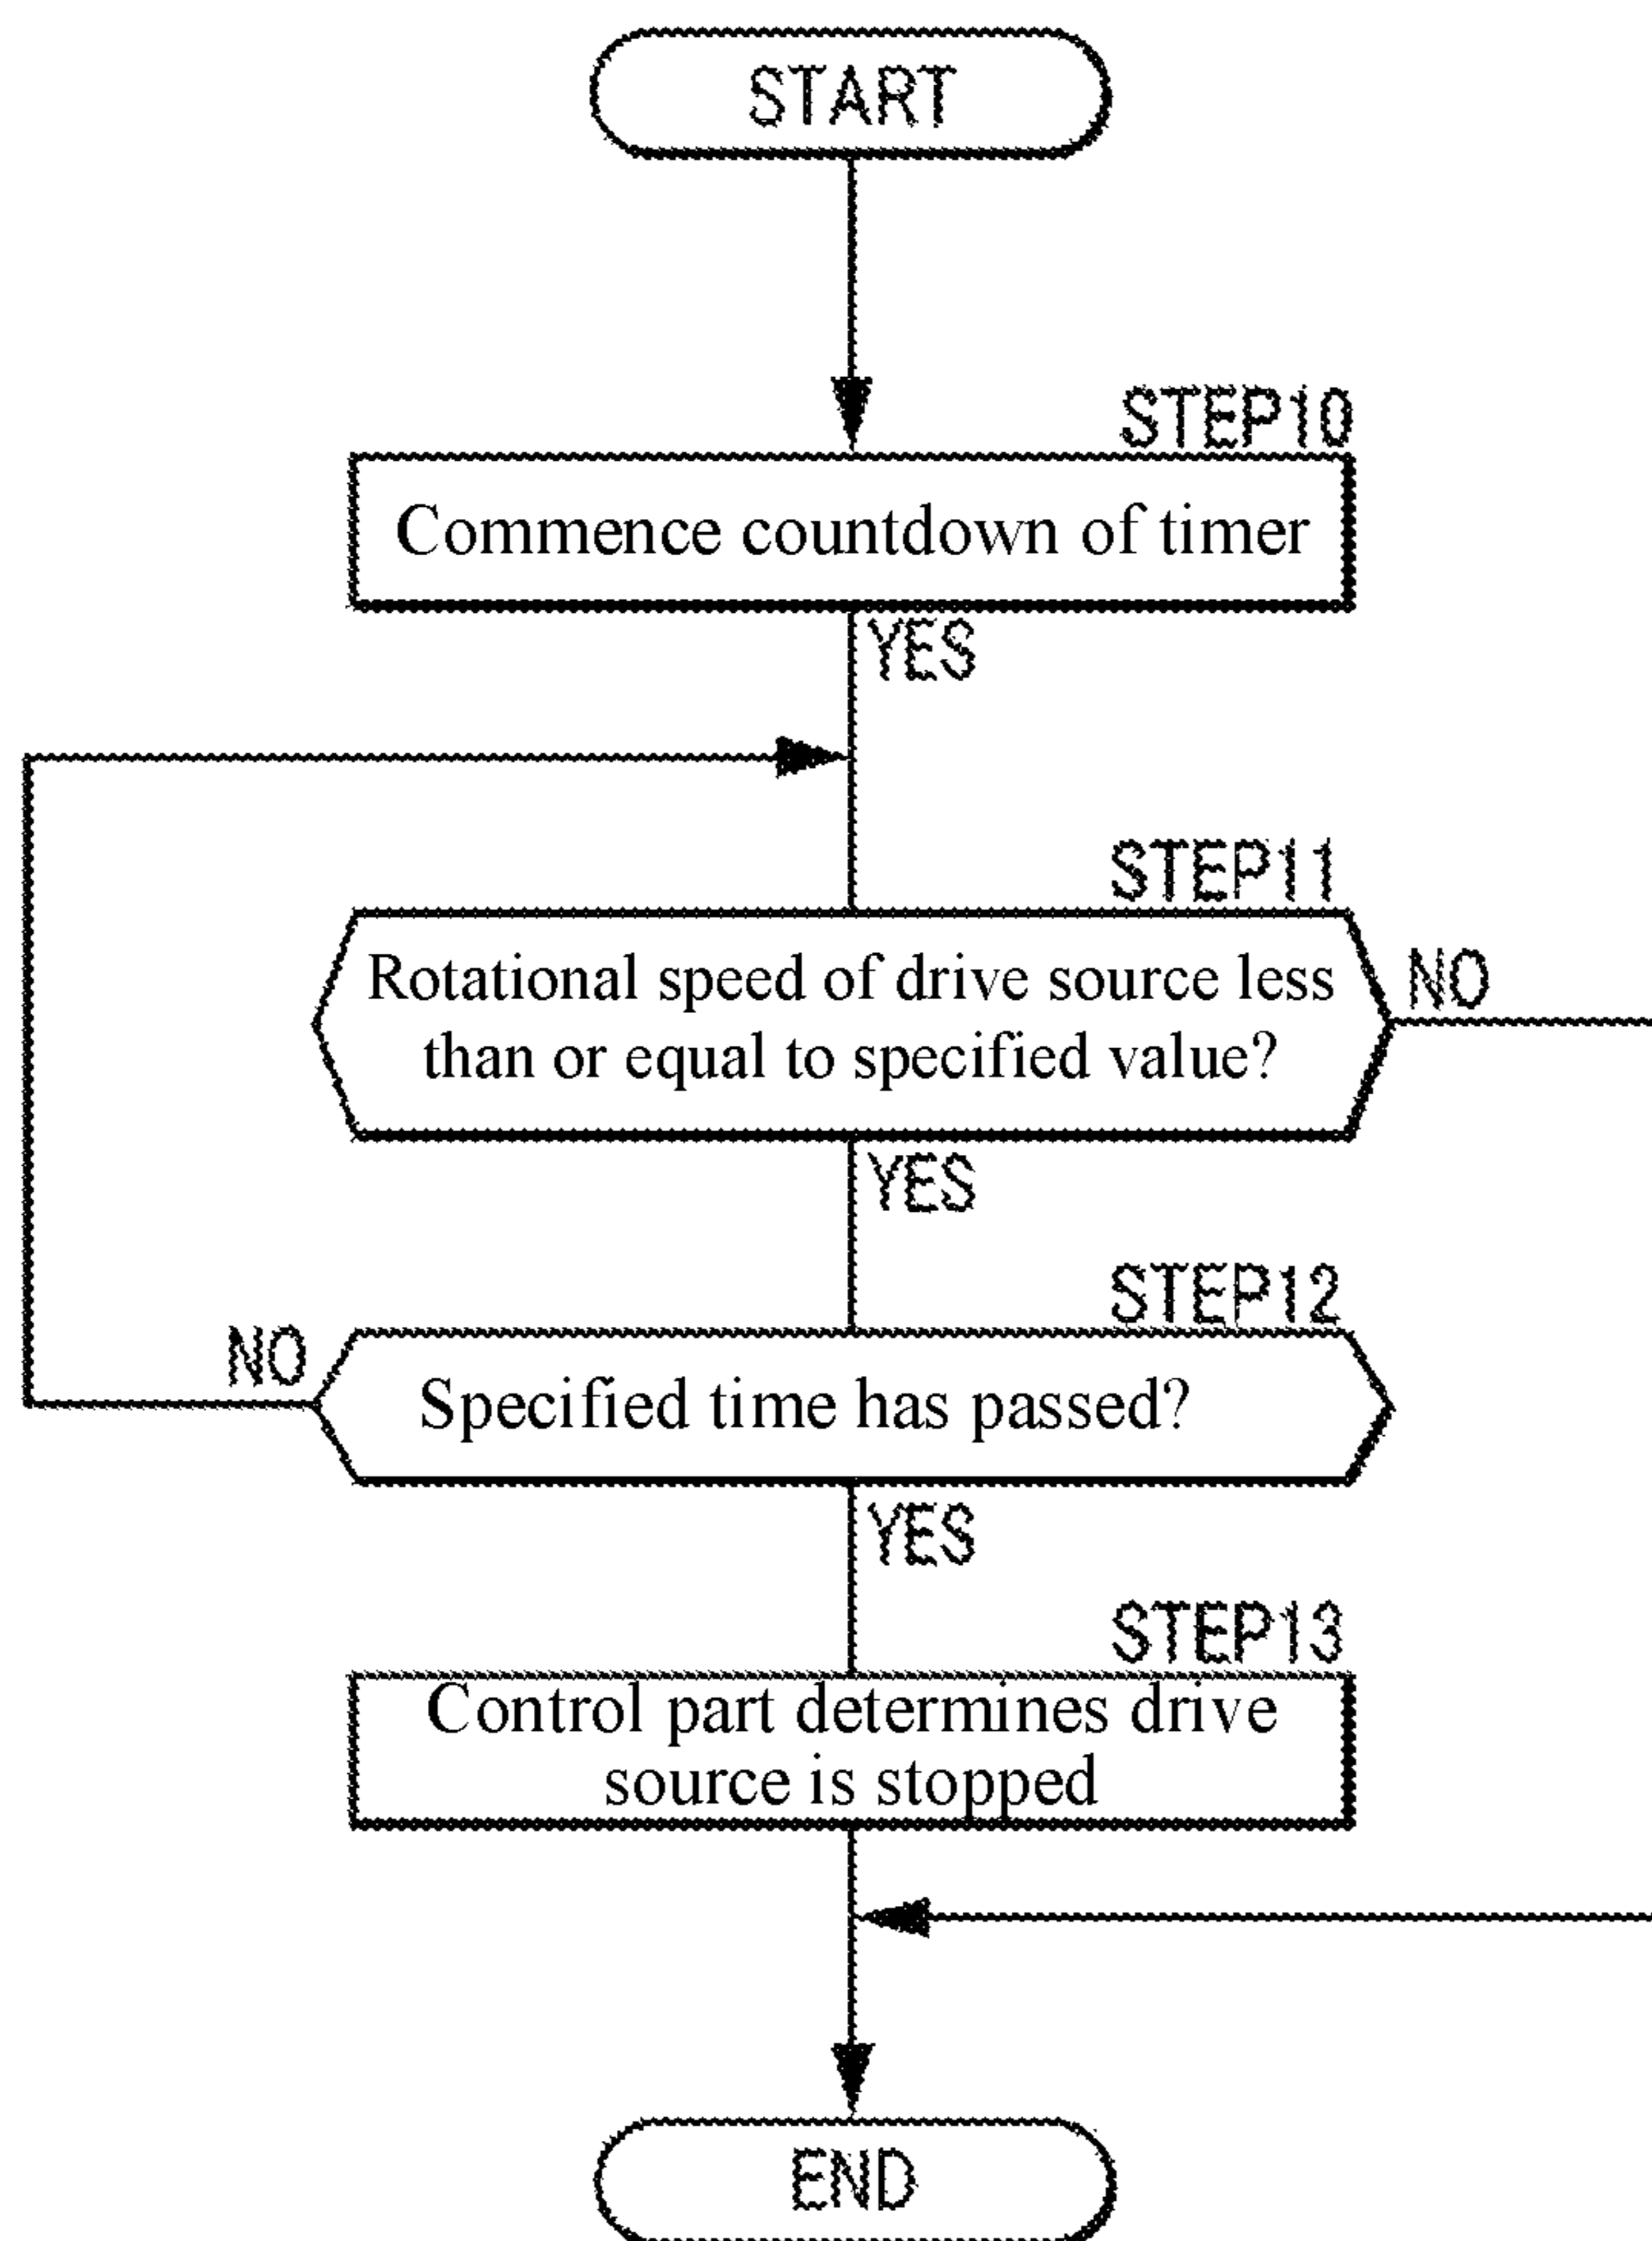 START
STEP10
Commence countdown of timer
YES
STEP11
Rotational speed of drive source less
than or equal to specified value?
NO
YES
STEP12
NO
Specified time has passed?
YES
STEP13
Control part determines drive
source is stopped
END